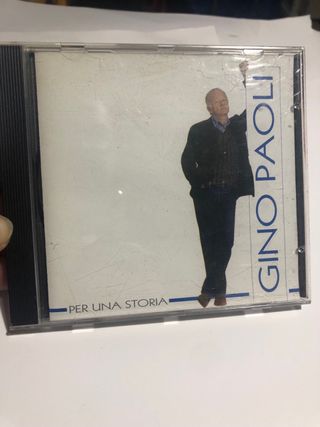 GINO PAOLI
PER UNA STORIA